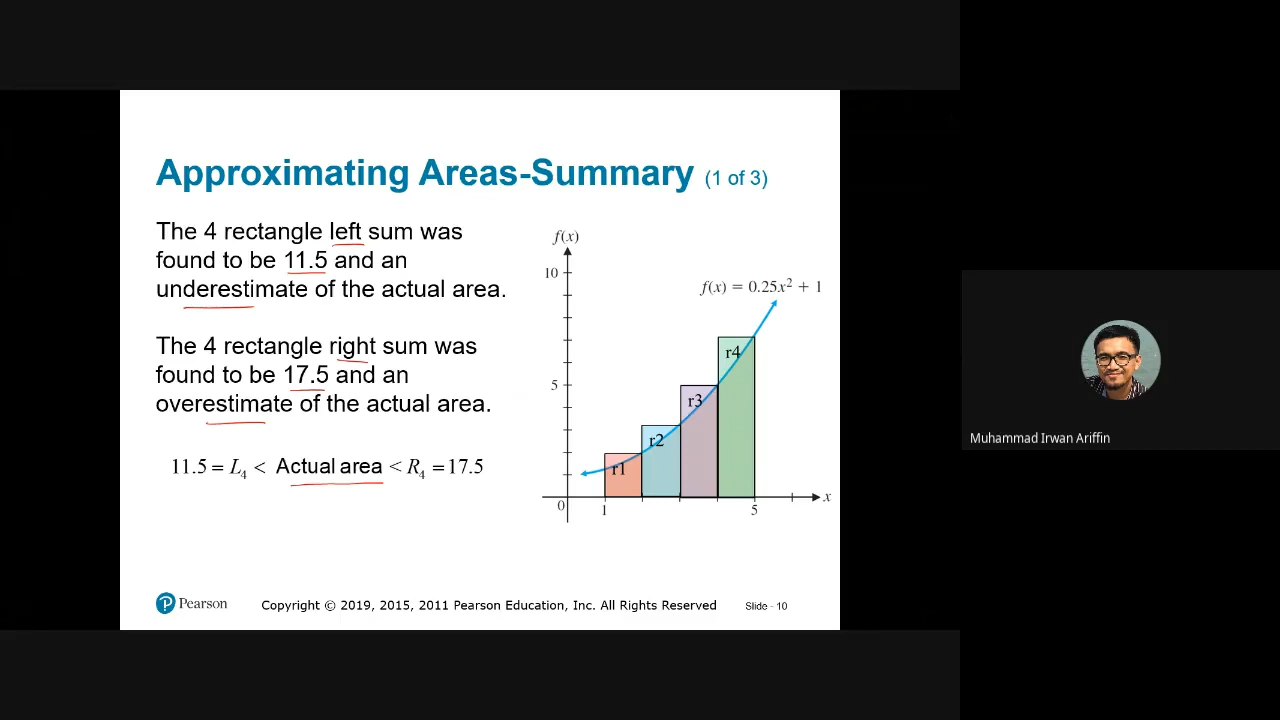 Approximating Areas-Summary (1 of 3)
The 4 rectangle left sum was
found to be 11.5 and an
underestimate of the actual area.
The 4 rectangle right sum was
found to be 17.5 and an
overestimate of the actual area.
11.5 = L₄ < Actual area < R₄ = 17.5
f(x)
10
f(x) = 0.25x² + 1
r4
5
r3
r2
r1
0
1
5
x
Muhammad Irwan Ariffin
Pearson
Copyright © 2019, 2015, 2011 Pearson Education, Inc. All Rights Reserved
Slide - 10